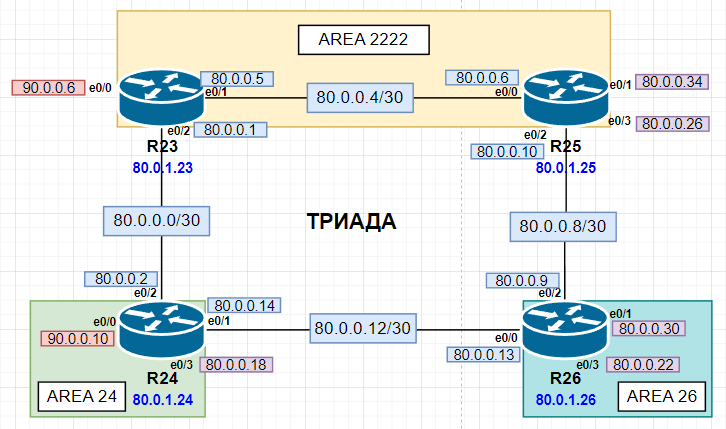 AREA 2222
90.0.0.6
e0/0
80.0.0.5
e0/1
80.0.0.4/30
80.0.0.6
e0/0
e0/1
80.0.0.34
e0/3
80.0.0.26
e0/2
80.0.0.1
e0/2
80.0.0.10
R23
80.0.1.23
R25
80.0.1.25
80.0.0.0/30
ТРИАДА
80.0.0.8/30
80.0.0.2
e0/2
80.0.0.9
e0/2
e0/0
90.0.0.10
80.0.0.14
e0/1
80.0.0.12/30
e0/0
80.0.0.13
e0/1
80.0.0.30
e0/3
80.0.0.18
e0/3
80.0.0.22
R24
80.0.1.24
AREA 24
R26
80.0.1.26
AREA 26